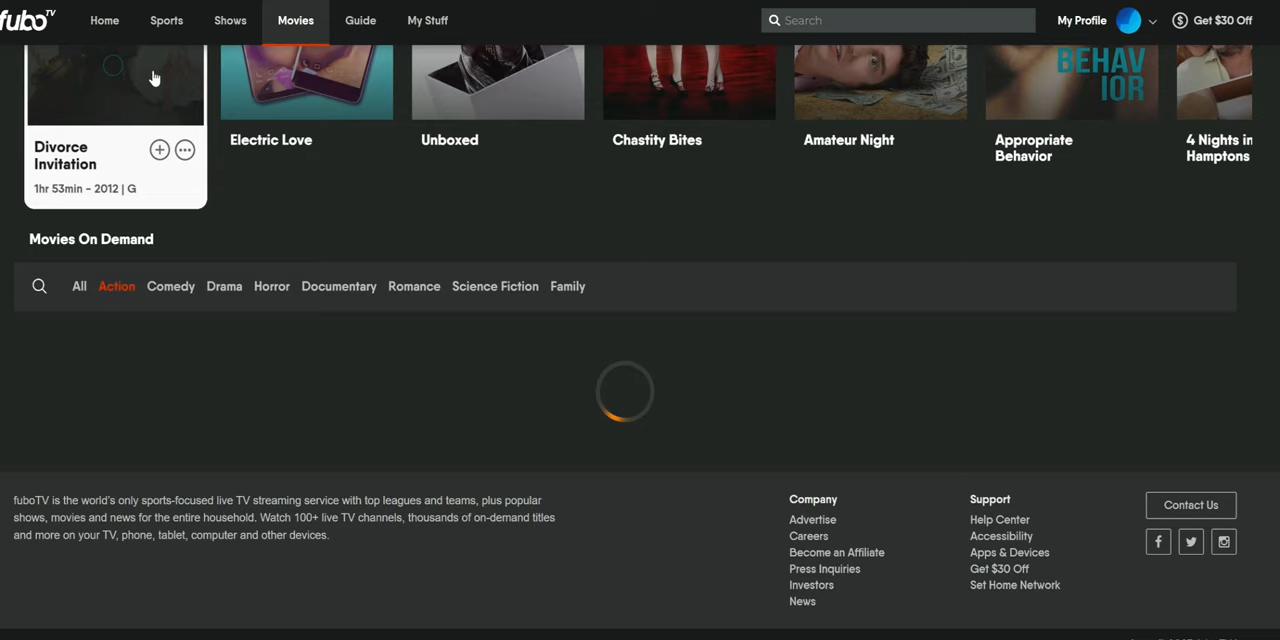 fubo TV
Home Sports Shows Movies Guide My Stuff Search My Profile Get $30 Off
BEHAV
IOR
Divorce
Invitation
1hr 53min - 2012 | G
Electric Love
Unboxed
Chastity Bites
Amateur Night
Appropriate
Behavior
4 Nights in
Hamptons
Movies On Demand
All Action Comedy Drama Horror Documentary Romance Science Fiction Family
fuboTV is the world's only sports-focused live TV streaming service with top leagues and teams, plus popular
shows, movies and news for the entire household. Watch 100+ live TV channels, thousands of on-demand titles
and more on your TV, phone, tablet, computer and other devices.
Company
Advertise
Careers
Become an Affiliate
Press Inquiries
Investors
News
Support
Help Center
Accessibility
Apps & Devices
Get $30 Off
Set Home Network
Contact Us